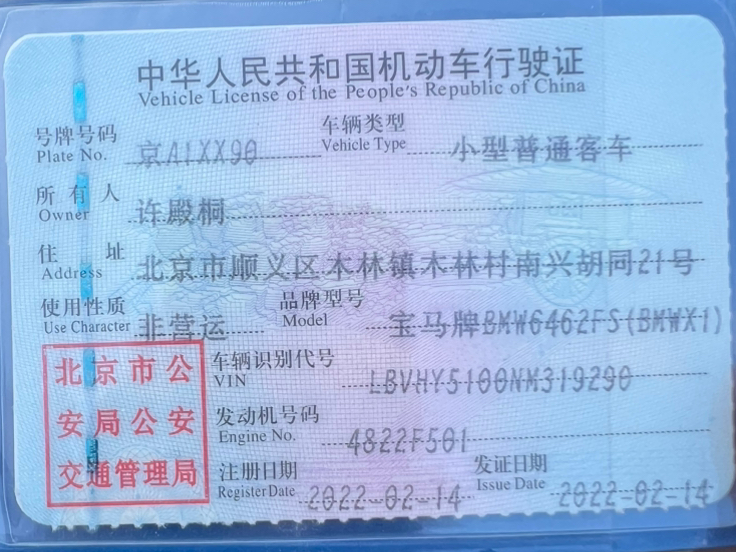 中华人民共和国机动车行驶证
Vehicle License of the People's Republic of China
号牌号码 京A1XX90 车辆类型 小型普通客车
Plate No. Vehicle Type
所有人 许殿桐
Owner
住址 北京市顺义区木林镇木林村南兴胡同21号
Address
使用性质 非营运 品牌型号 宝马牌BMW6462FS(BMWX1)
Use Character Model
北京市公安局公安交通管理局
车辆识别代号 LBVHY5100NM319290
VIN
发动机号码 4822F501
Engine No.
注册日期 2022-02-14 发证日期 2022-02-14
Register Date Issue Date